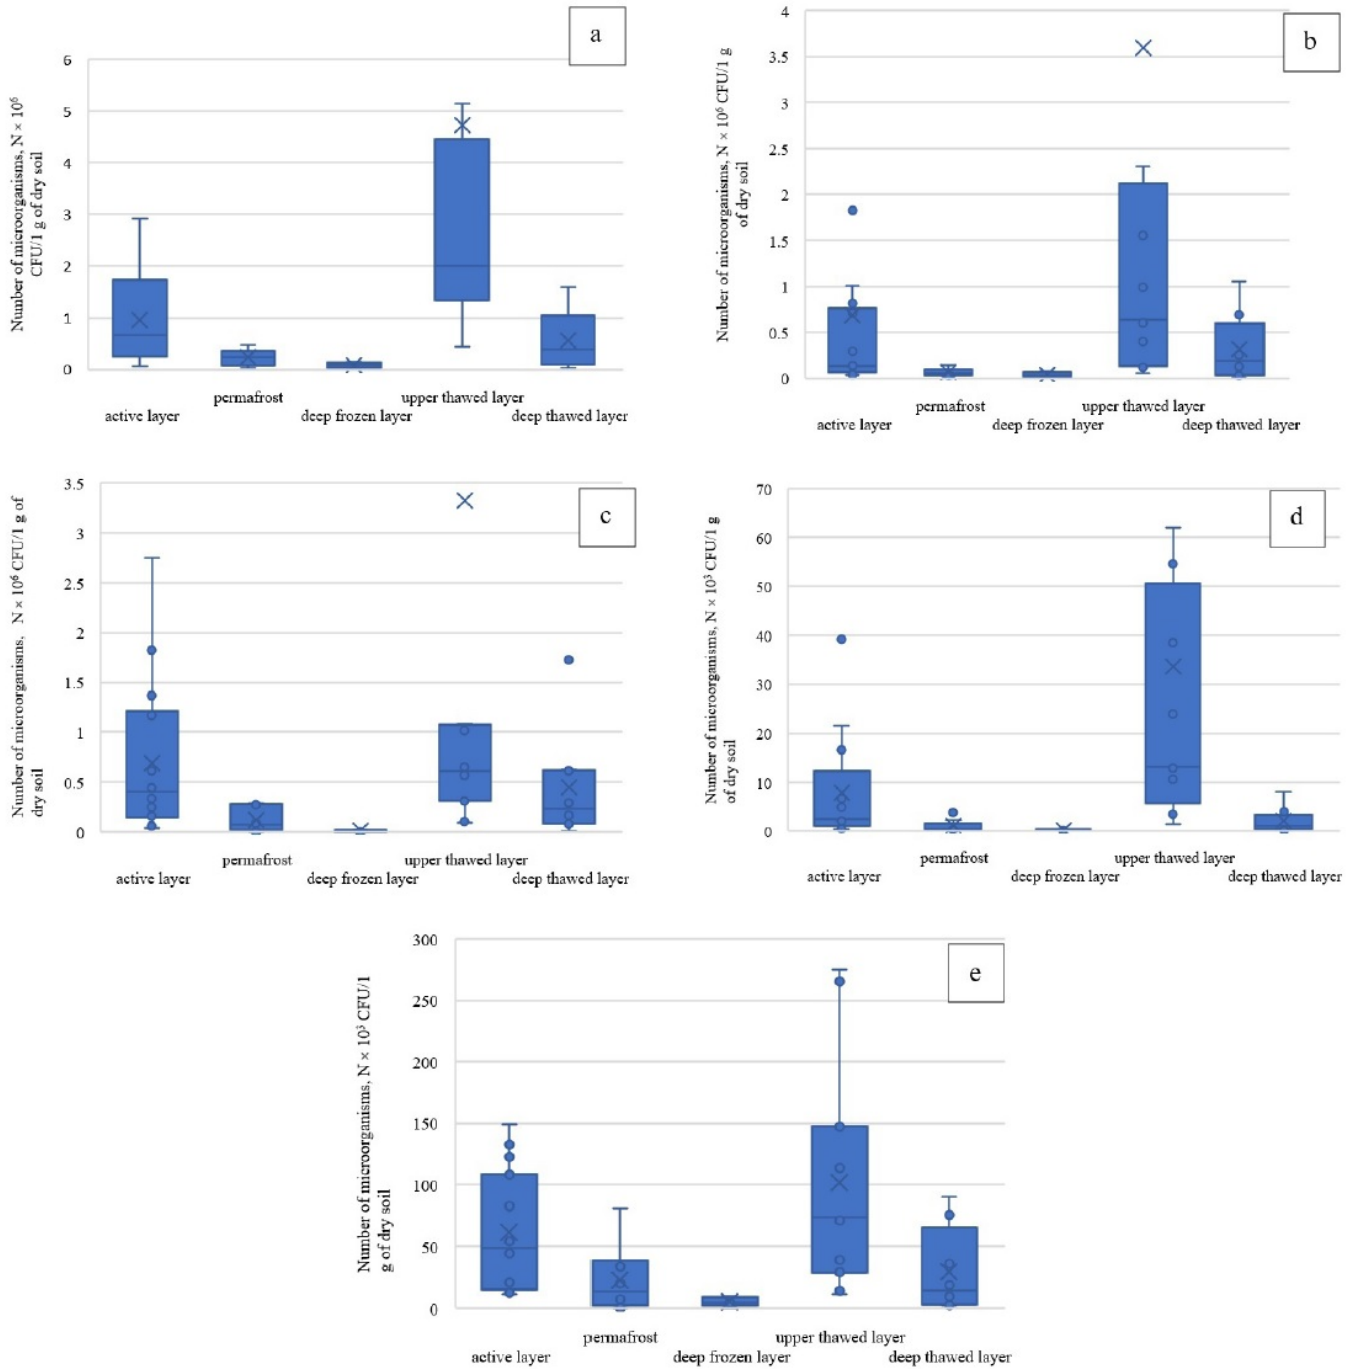 a
Number of microorganisms, N × 10⁶
CFU/1 g of dry soil
6
5
4
3
2
1
0
permafrost
upper thawed layer
active layer
deep frozen layer
deep thawed layer
b
Number of microorganisms, N × 10⁶ CFU/1 g
of dry soil
4
3.5
3
2.5
2
1.5
1
0.5
0
permafrost
upper thawed layer
active layer
deep frozen layer
deep thawed layer
c
Number of microorganisms, N × 10⁶ CFU/1 g of
dry soil
3.5
3
2.5
2
1.5
1
0.5
0
permafrost
upper thawed layer
active layer
deep frozen layer
deep thawed layer
d
Number of microorganisms, N × 10³ CFU/1 g
of dry soil
70
60
50
40
30
20
10
0
permafrost
upper thawed layer
active layer
deep frozen layer
deep thawed layer
e
Number of microorganisms, N × 10³ CFU/1
g of dry soil
300
250
200
150
100
50
0
permafrost
upper thawed layer
active layer
deep frozen layer
deep thawed layer